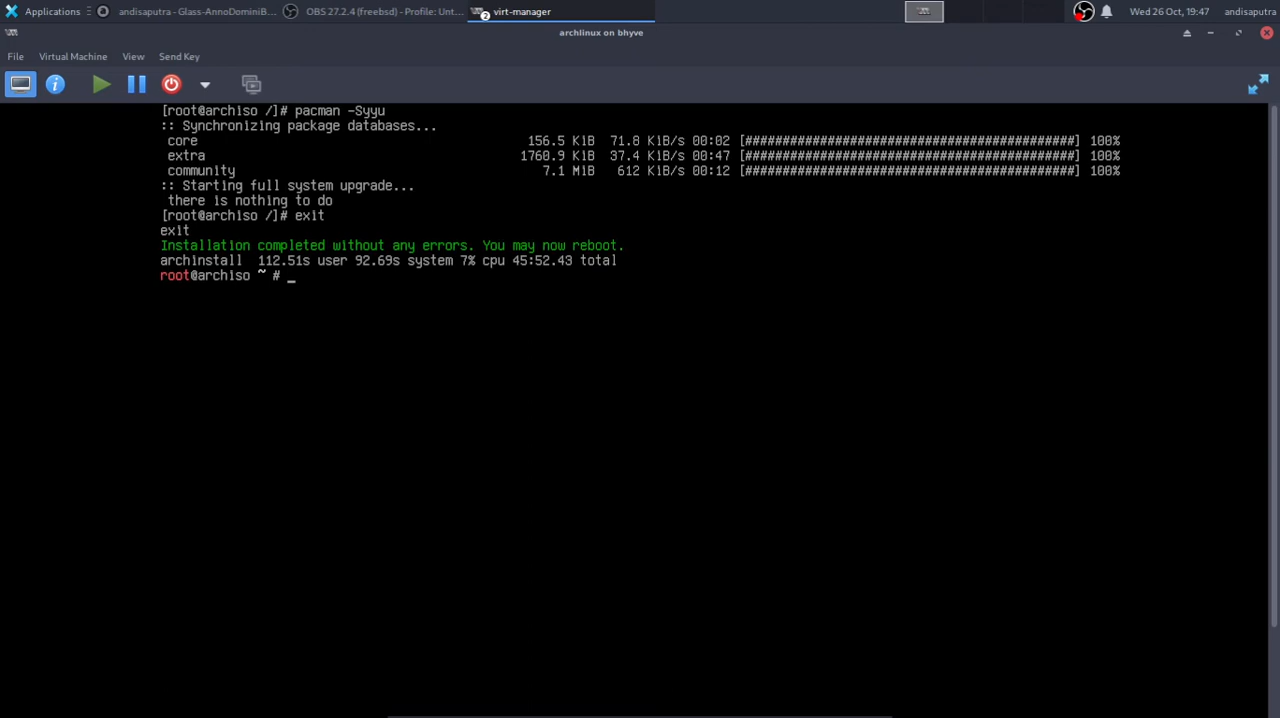 Applications
andisaputra - Glass-AnnoDominiB...
OBS 27.2.4 (freebsd) - Profile: Unt...
2
virt-manager
Wed 26 Oct, 19:47
andisaputra
archlinux on bhyve
File Virtual Machine View Send Key
[root@archiso /]# pacman -Syyu
:: Synchronizing package databases...
core 156.5 KiB 71.8 KiB/s 00:02 [############################################] 100%
extra 1760.9 KiB 37.4 KiB/s 00:47 [############################################] 100%
community 7.1 MiB 612 KiB/s 00:12 [############################################] 100%
:: Starting full system upgrade...
there is nothing to do
[root@archiso /]# exit
exit
Installation completed without any errors. You may now reboot.
archinstall 112.51s user 92.69s system 7% cpu 45:52.43 total
root@archiso ~ # _